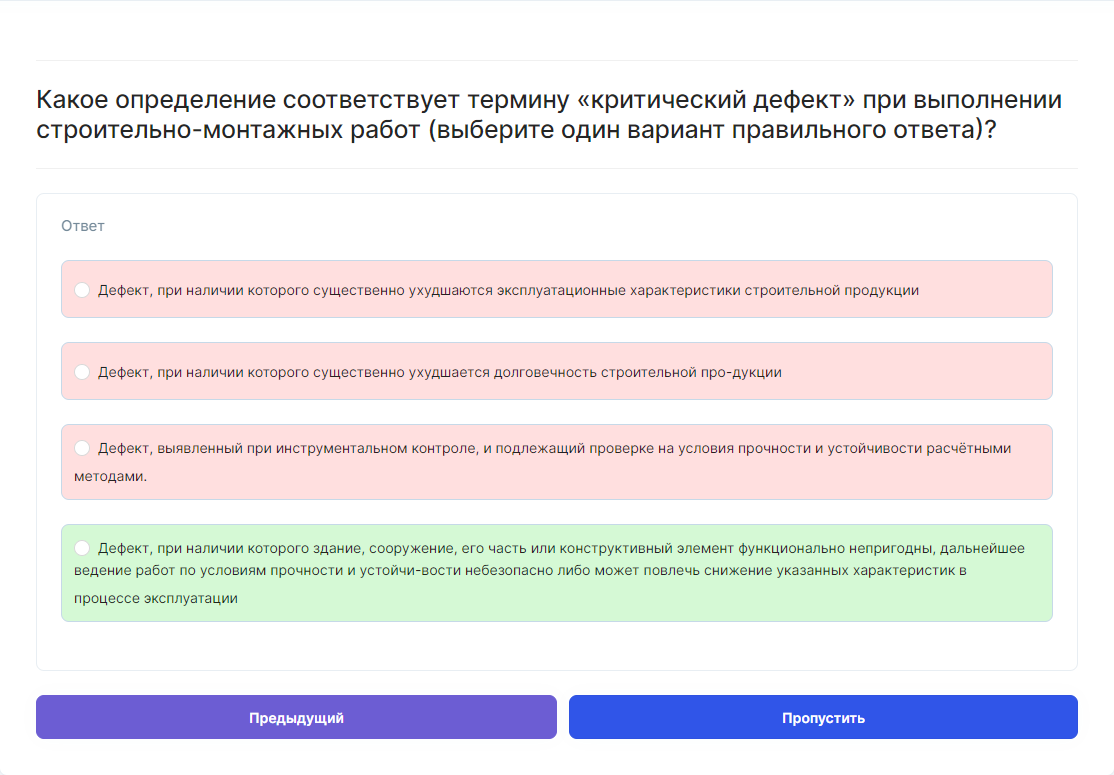 Какое определение соответствует термину «критический дефект» при выполнении
строительно-монтажных работ (выберите один вариант правильного ответа)?
Ответ
Дефект, при наличии которого существенно ухудшаются эксплуатационные характеристики строительной продукции
Дефект, при наличии которого существенно ухудшается долговечность строительной про-дукции
Дефект, выявленный при инструментальном контроле, и подлежащий проверке на условия прочности и устойчивости расчётными
методами.
Дефект, при наличии которого здание, сооружение, его часть или конструктивный элемент функционально непригодны, дальнейшее
ведение работ по условиям прочности и устойчи-вости небезопасно либо может повлечь снижение указанных характеристик в
процессе эксплуатации
Предыдущий
Пропустить